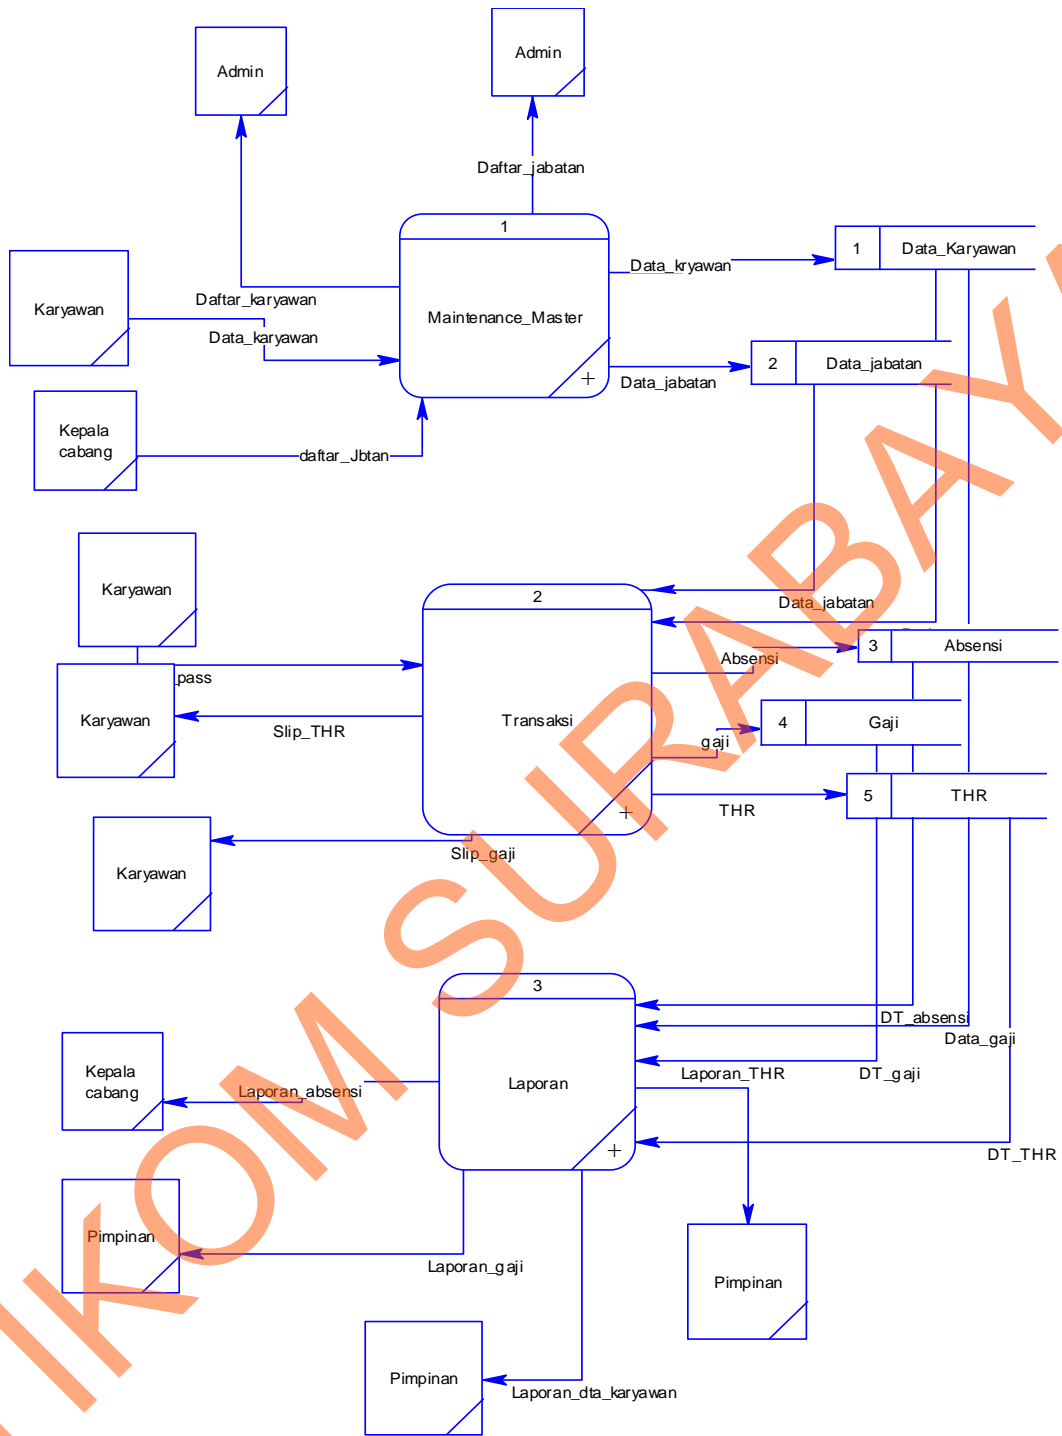 Admin
Admin
Daftar_jabatan
1
Maintenance_Master
Data_kryawan
1
Data_Karyawan
Karyawan
Daftar_karyawan
Data_karyawan
Data_jabatan
2
Data_jabatan
Kepala
cabang
daftar_Jbtan
Karyawan
2
Transaksi
Data_jabatan
Absensi
3
Absensi
Karyawan
_pass
Slip_THR
gaji
4
Gaji
THR
5
THR
Karyawan
Slip_gaji
3
Laporan
DT_absensi
Data_gaji
Laporan_THR
DT_gaji
DT_THR
Kepala
cabang
Laporan_absensi
Pimpinan
Laporan_gaji
Pimpinan
Pimpinan
Laporan_dta_karyawan
IKOM SURABAYA